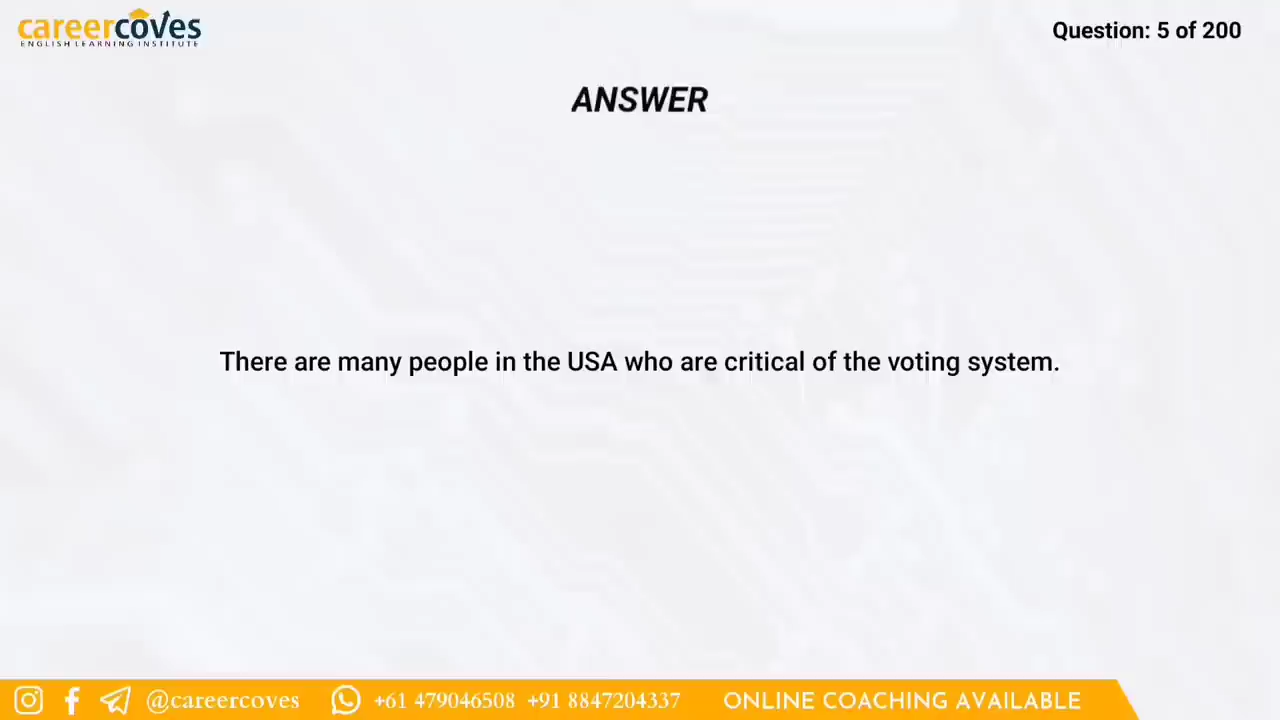 careercoves
ENGLISH LEARNING INSTITUTE
Question: 5 of 200
ANSWER
There are many people in the USA who are critical of the voting system.
@careercoves +61 479046508 +91 8847204337 ONLINE COACHING AVAILABLE